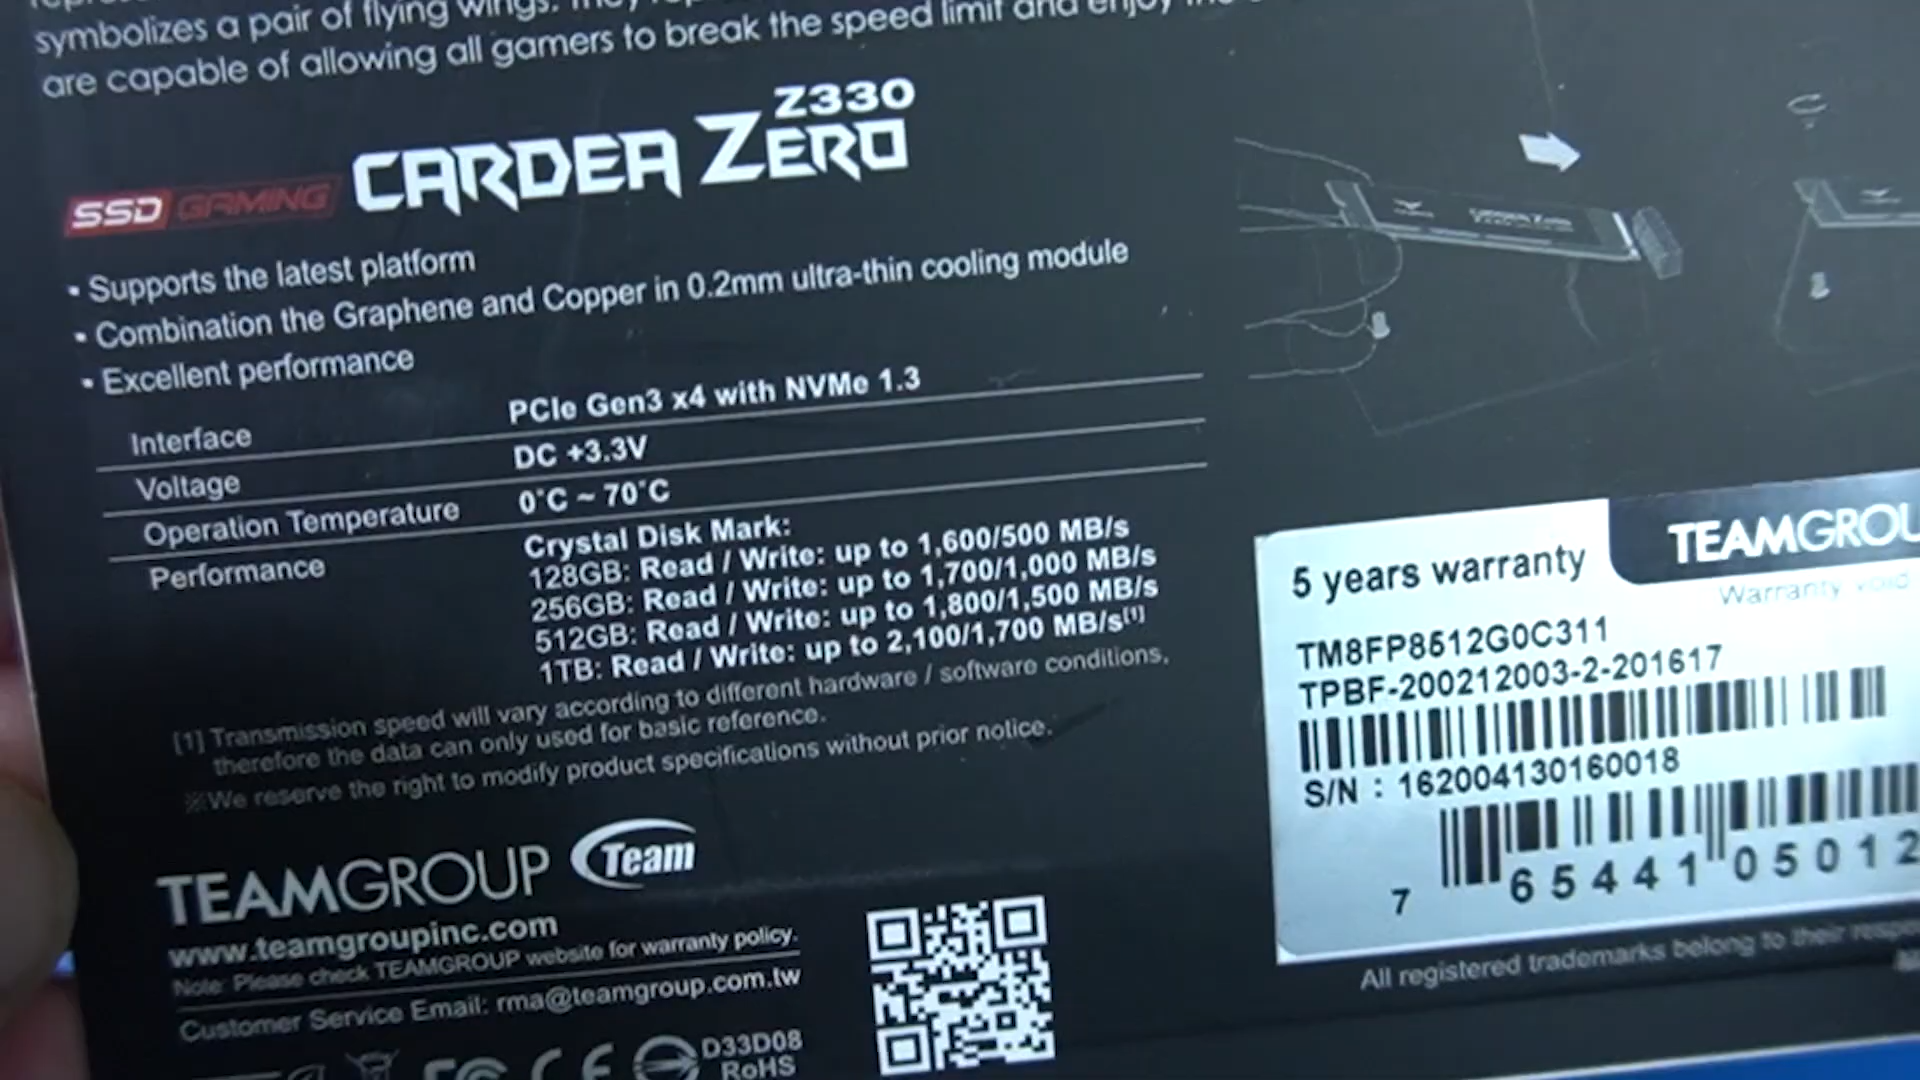 symbolizes a pair of flying wings. They
are capable of allowing all gamers to break the speed limit and enjoy the
Z330
SSD GAMING CARDEA ZERO
• Supports the latest platform
• Combination the Graphene and Copper in 0.2mm ultra-thin cooling module
• Excellent performance
Interface PCIe Gen3 x4 with NVMe 1.3
Voltage DC +3.3V
Operation Temperature 0°C ~ 70°C
Performance Crystal Disk Mark:
128GB: Read / Write: up to 1,600/500 MB/s
256GB: Read / Write: up to 1,700/1,000 MB/s
512GB: Read / Write: up to 1,800/1,500 MB/s
1TB: Read / Write: up to 2,100/1,700 MB/s[1]
[1] Transmission speed will vary according to different hardware / software conditions,
therefore the data can only used for basic reference.
※We reserve the right to modify product specifications without prior notice.
TEAMGROUP Team
www.teamgroupinc.com
Note: Please check TEAMGROUP website for warranty policy.
Customer Service Email: rma@teamgroup.com.tw
FC CE D33D08
RoHS
CARDEA ZERO
5 years warranty
TEAMGROU
Warranty void
TM8FP8512G0C311
TPBF-200212003-2-201617
S/N : 162004130160018
7 65441 05012
All registered trademarks belong to their respe